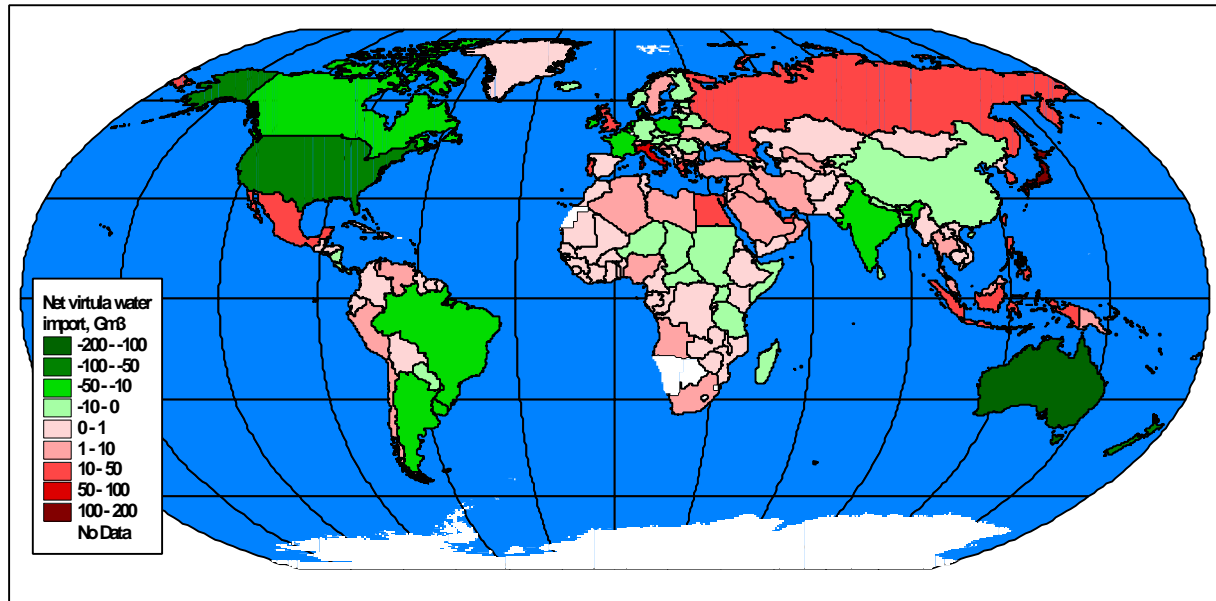 Net virtula water
import, Gmß
-200 - -100
-100 - -50
-50 - -10
-10 - 0
0 - 1
1 - 10
10 - 50
50 - 100
100 - 200
No Data